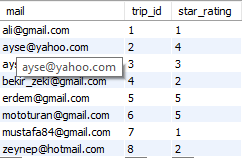 mail trip_id star_rating
ali@gmail.com 1 1
ayse@yahoo.com 2 4
ayse@yahoo.com
3 3
bekir_zeki@gmail.com 4 2
erdem@gmail.com 5 5
mototuran@gmail.com 6 5
mustafa84@gmail.com 7 1
zeynep@hotmail.com 8 2